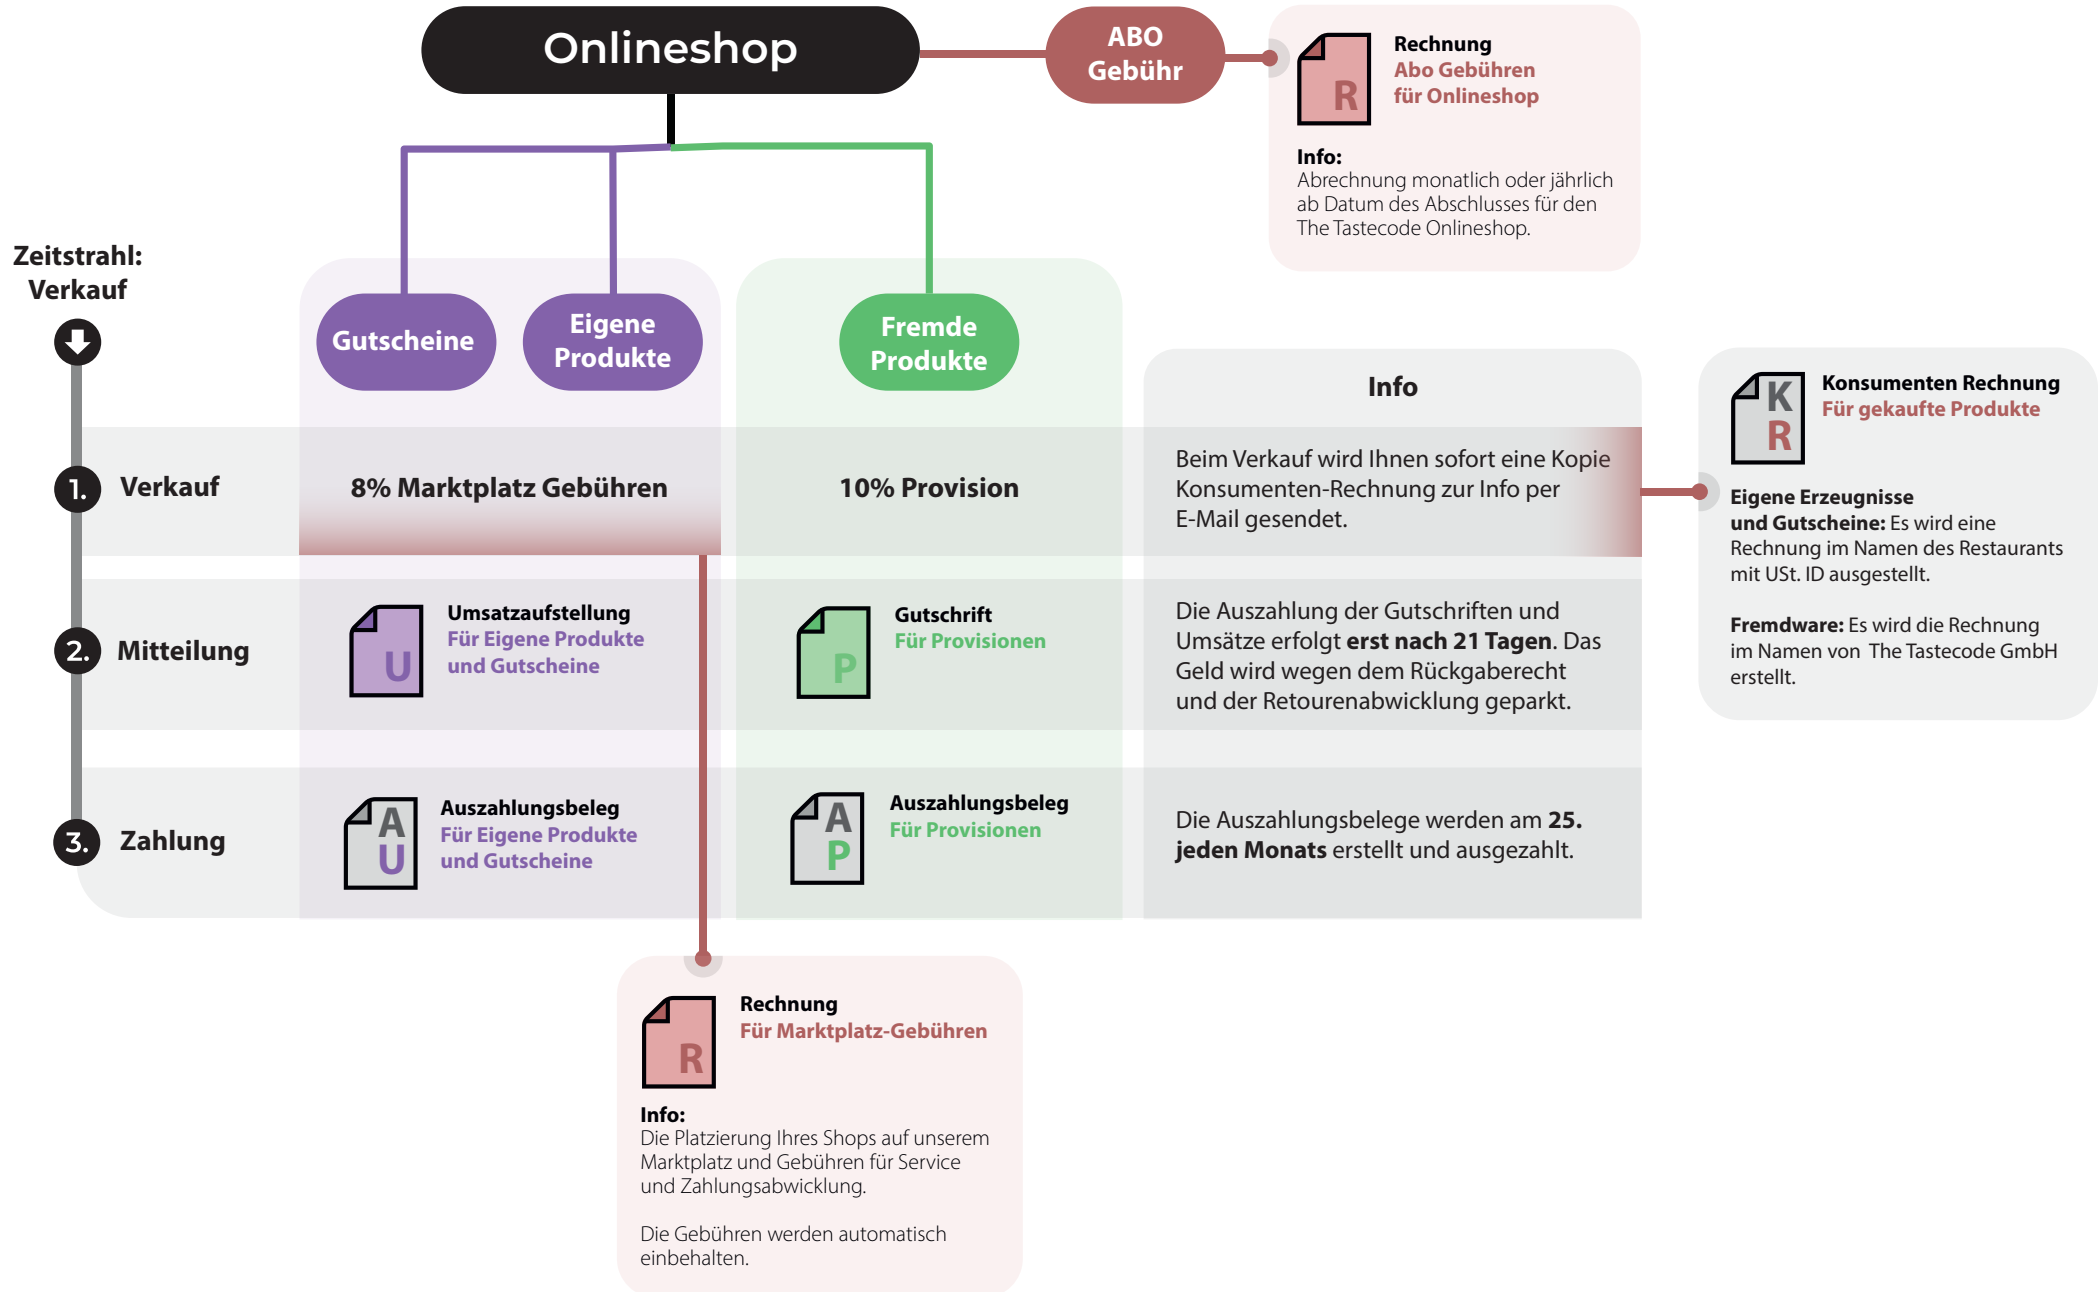 Onlineshop
ABO
Gebühr
R
Rechnung
Abo Gebühren
für Onlineshop
Info:
Abrechnung monatlich oder jährlich
ab Datum des Abschlusses für den
The Tastecode Onlineshop.
Zeitstrahl:
Verkauf
Gutscheine
Eigene
Produkte
Fremde
Produkte
Info
K
R
Konsumenten Rechnung
Für gekaufte Produkte
Eigene Erzeugnisse
und Gutscheine: Es wird eine
Rechnung im Namen des Restaurants
mit USt. ID ausgestellt.
Fremdware: Es wird die Rechnung
im Namen von The Tastecode GmbH
erstellt.
1. Verkauf
8% Marktplatz Gebühren
10% Provision
Beim Verkauf wird Ihnen sofort eine Kopie
Konsumenten-Rechnung zur Info per
E-Mail gesendet.
2. Mitteilung
U
Umsatzaufstellung
Für Eigene Produkte
und Gutscheine
P
Gutschrift
Für Provisionen
Die Auszahlung der Gutschriften und
Umsätze erfolgt erst nach 21 Tagen. Das
Geld wird wegen dem Rückgaberecht
und der Retourenabwicklung geparkt.
3. Zahlung
A
U
Auszahlungsbeleg
Für Eigene Produkte
und Gutscheine
A
P
Auszahlungsbeleg
Für Provisionen
Die Auszahlungsbelege werden am 25.
jeden Monats erstellt und ausgezahlt.
R
Rechnung
Für Marktplatz-Gebühren
Info:
Die Platzierung Ihres Shops auf unserem
Marktplatz und Gebühren für Service
und Zahlungsabwicklung.
Die Gebühren werden automatisch
einbehalten.